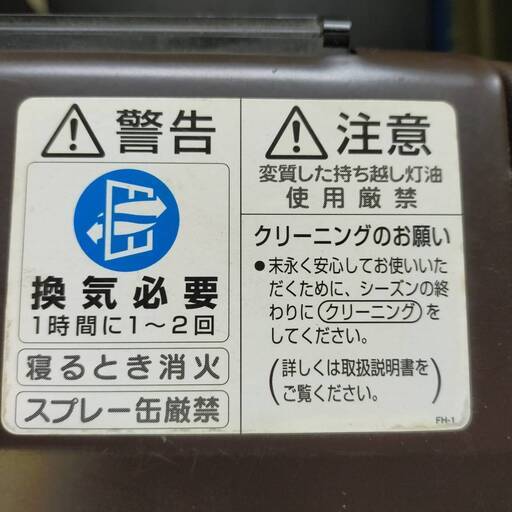 警告
換気必要
1時間に1～2回
寝るとき消火
スプレー缶厳禁
注意
変質した持ち越し灯油
使用厳禁
クリーニングのお願い
●末永く安心してお使いいた
だくために、シーズンの終
わりにクリーニングを
してください。
(詳しくは取扱説明書を
ご覧ください。)
FH-1